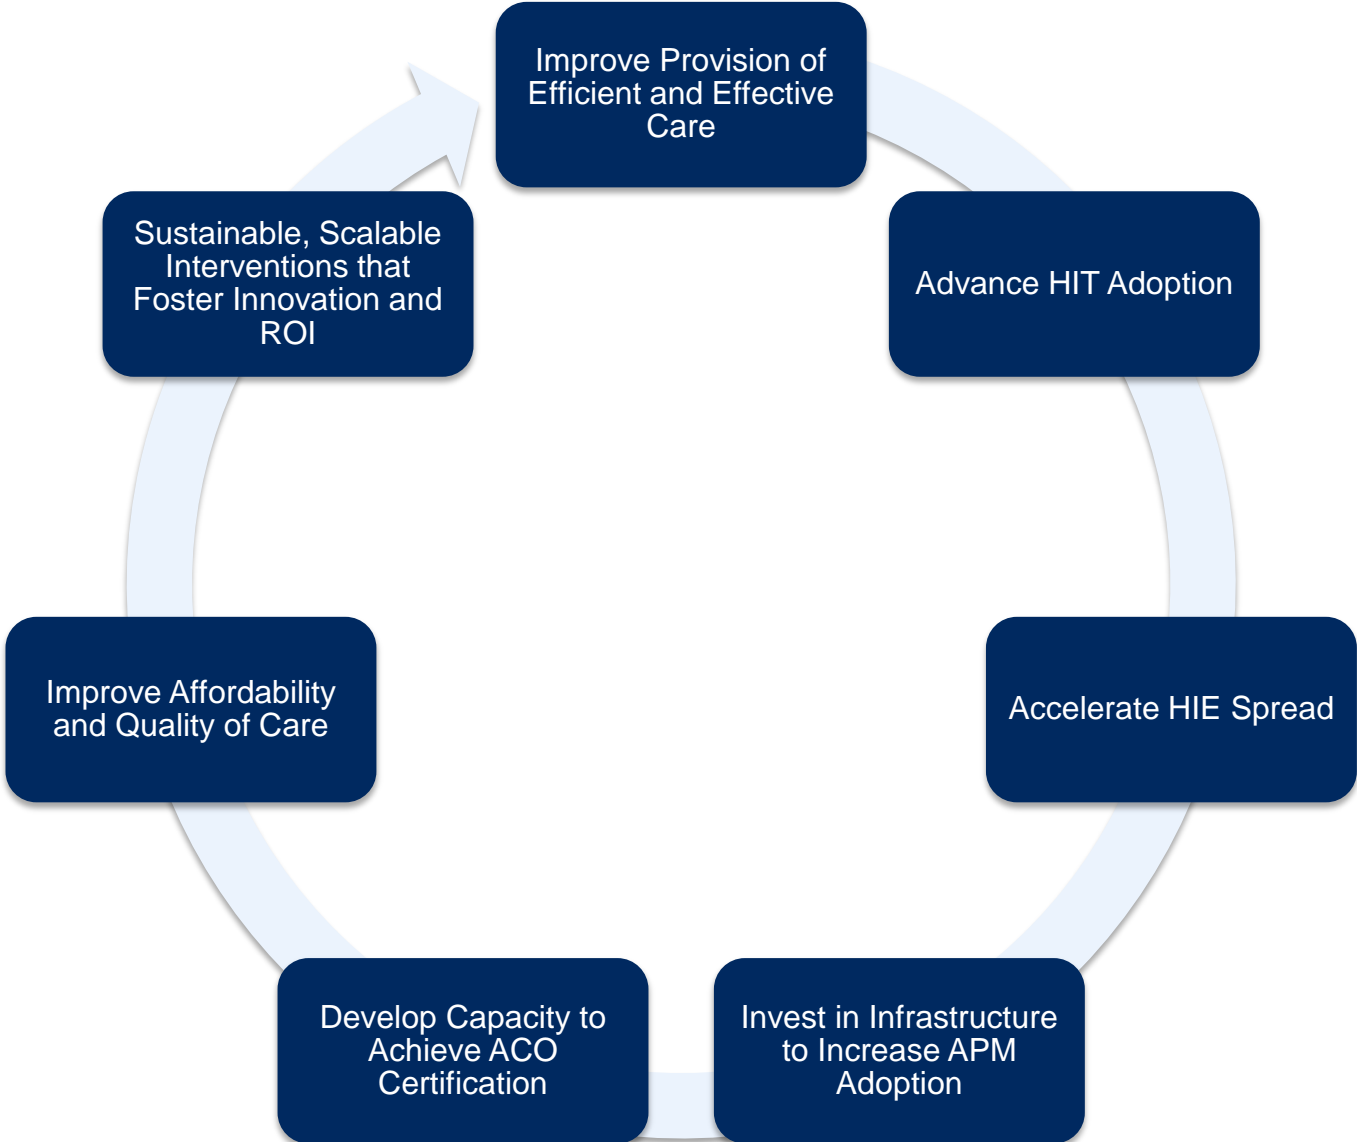 Improve Provision of
Efficient and Effective
Care
Advance HIT Adoption
Accelerate HIE Spread
Invest in Infrastructure
to Increase APM
Adoption
Develop Capacity to
Achieve ACO
Certification
Improve Affordability
and Quality of Care
Sustainable, Scalable
Interventions that
Foster Innovation and
ROI